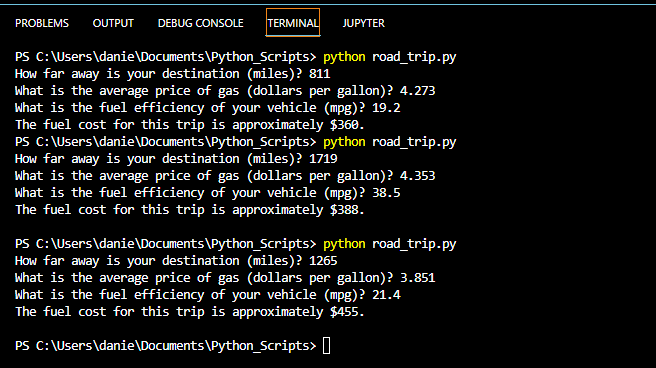 PROBLEMS OUTPUT DEBUG CONSOLE TERMINAL JUPYTER
PS C:\Users\danie\Documents\Python_Scripts> python road_trip.py
How far away is your destination (miles)? 811
What is the average price of gas (dollars per gallon)? 4.273
What is the fuel efficiency of your vehicle (mpg)? 19.2
The fuel cost for this trip is approximately $360.
PS C:\Users\danie\Documents\Python_Scripts> python road_trip.py
How far away is your destination (miles)? 1719
What is the average price of gas (dollars per gallon)? 4.353
What is the fuel efficiency of your vehicle (mpg)? 38.5
The fuel cost for this trip is approximately $388.
PS C:\Users\danie\Documents\Python_Scripts> python road_trip.py
How far away is your destination (miles)? 1265
What is the average price of gas (dollars per gallon)? 3.851
What is the fuel efficiency of your vehicle (mpg)? 21.4
The fuel cost for this trip is approximately $455.
PS C:\Users\danie\Documents\Python_Scripts>